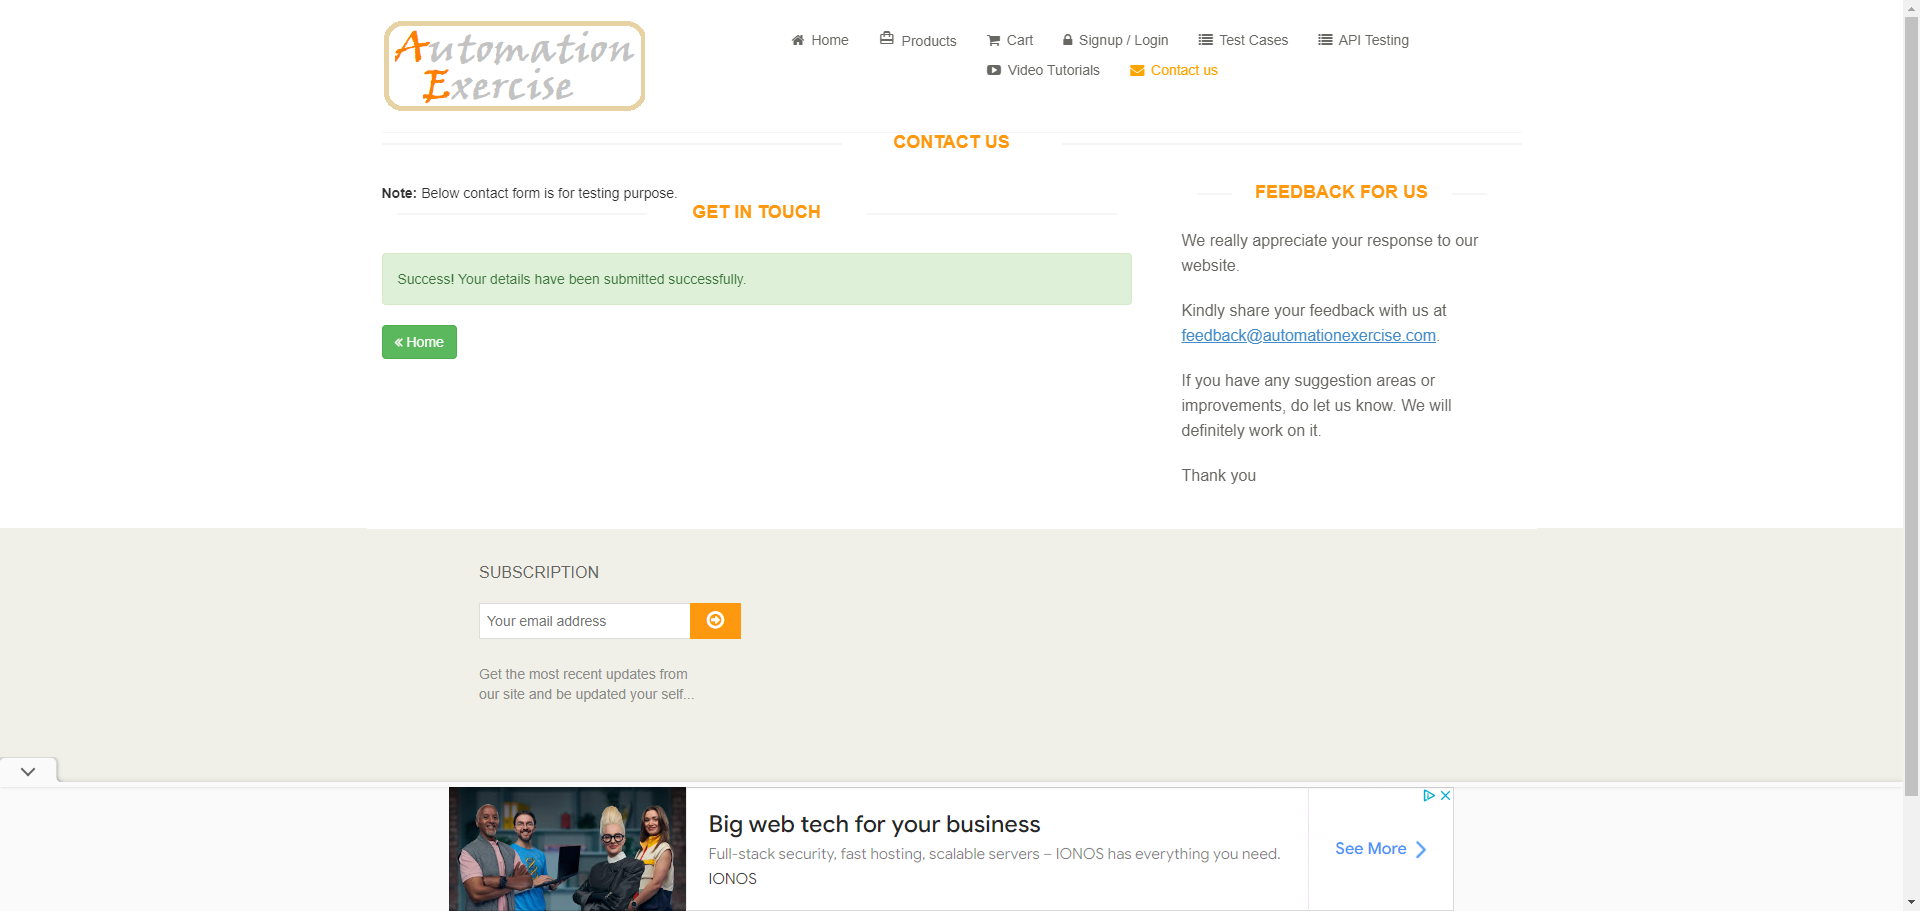 Automation
Exercise
Home
Products
Cart
Signup / Login
Test Cases
API Testing
Video Tutorials
Contact us
CONTACT US
Note: Below contact form is for testing purpose.
GET IN TOUCH
Success! Your details have been submitted successfully.
« Home
FEEDBACK FOR US
We really appreciate your response to our
website.
Kindly share your feedback with us at
feedback@automationexercise.com.
If you have any suggestion areas or
improvements, do let us know. We will
definitely work on it.
Thank you
SUBSCRIPTION
Your email address
Get the most recent updates from
our site and be updated your self...
Big web tech for your business
Full-stack security, fast hosting, scalable servers – IONOS has everything you need.
IONOS
See More